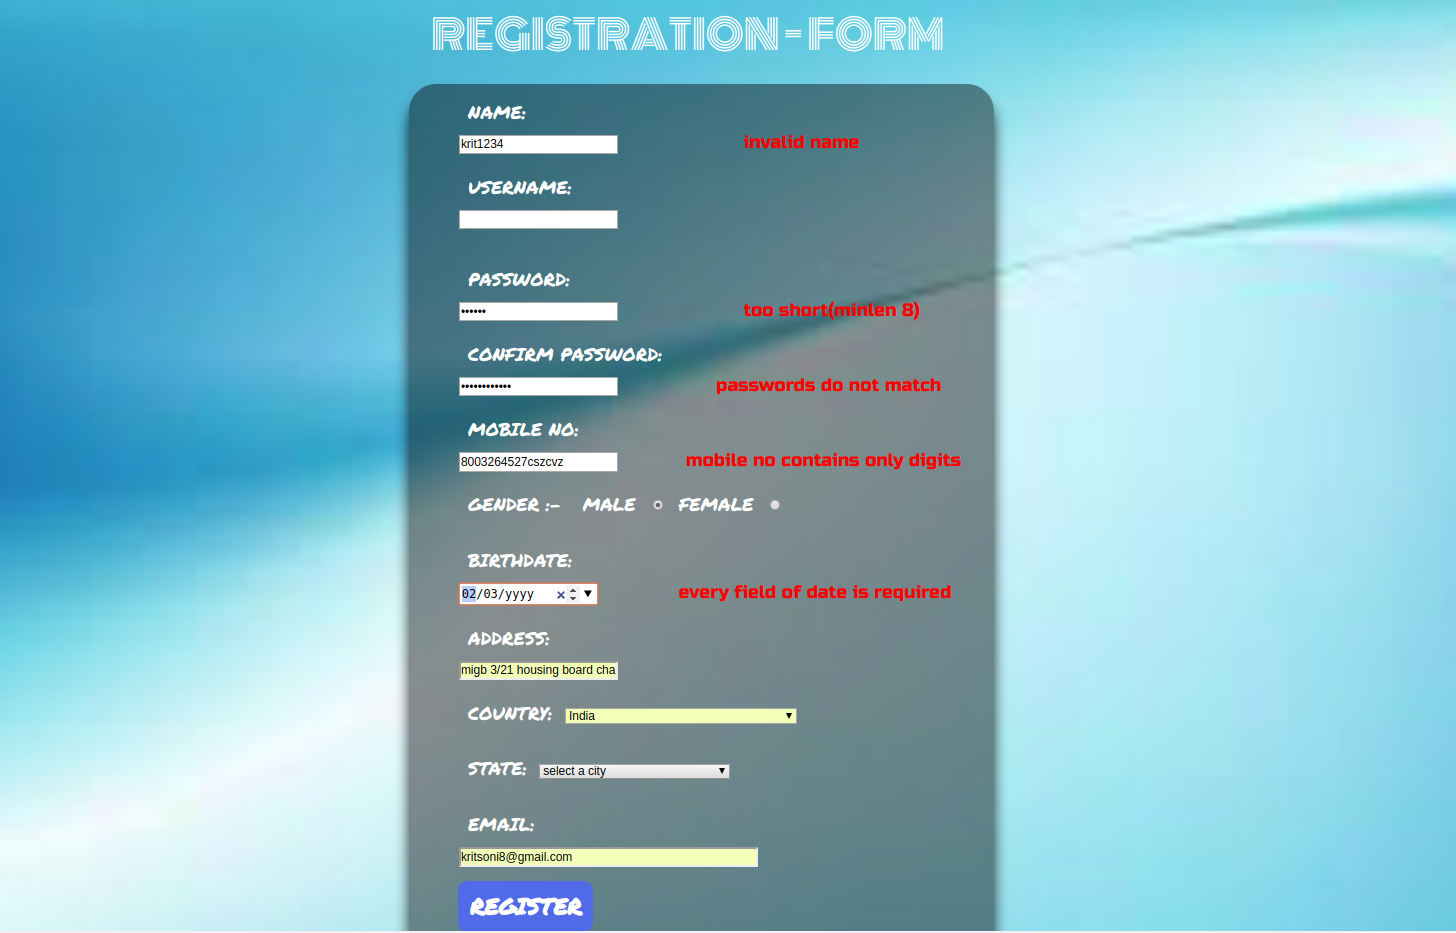 REGISTRATION-FORM
NAME:
krit1234 invalid name
USERNAME:
PASSWORD:
•••••• too short(minlen 8)
CONFIRM PASSWORD:
•••••••••••• passwords do not match
MOBILE NO:
8003264527cszcvz mobile no contains only digits
GENDER :- MALE FEMALE
BIRTHDATE:
02/03/yyyy every field of date is required
ADDRESS:
migb 3/21 housing board cha
COUNTRY: India
STATE: select a city
EMAIL:
kritsoni8@gmail.com
REGISTER